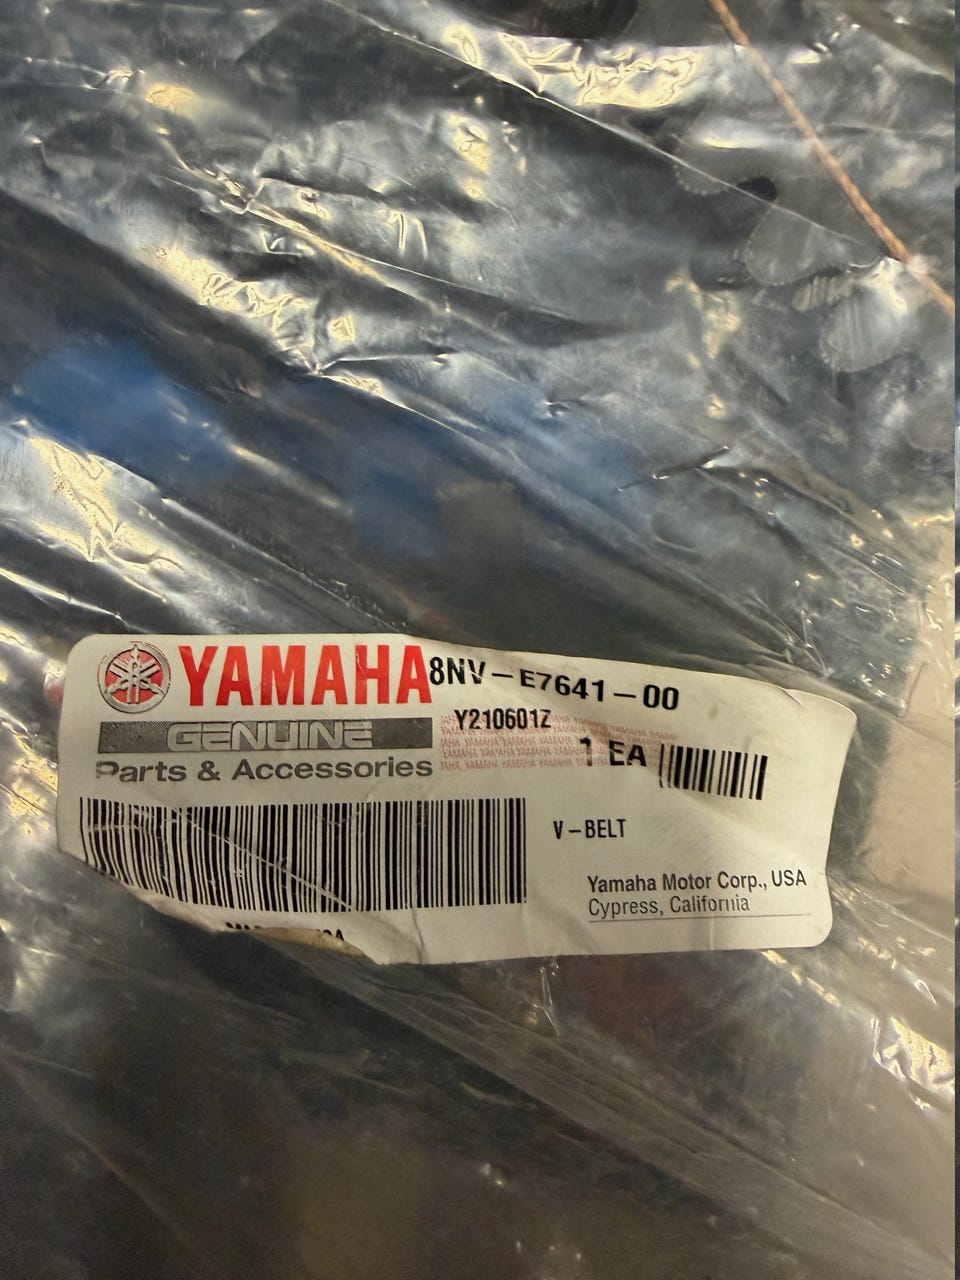 YAMAHA
8NV-E7641-00
GENUINE
Y210601Z
Parts & Accessories
1 EA
V-BELT
Yamaha Motor Corp., USA
Cypress, California